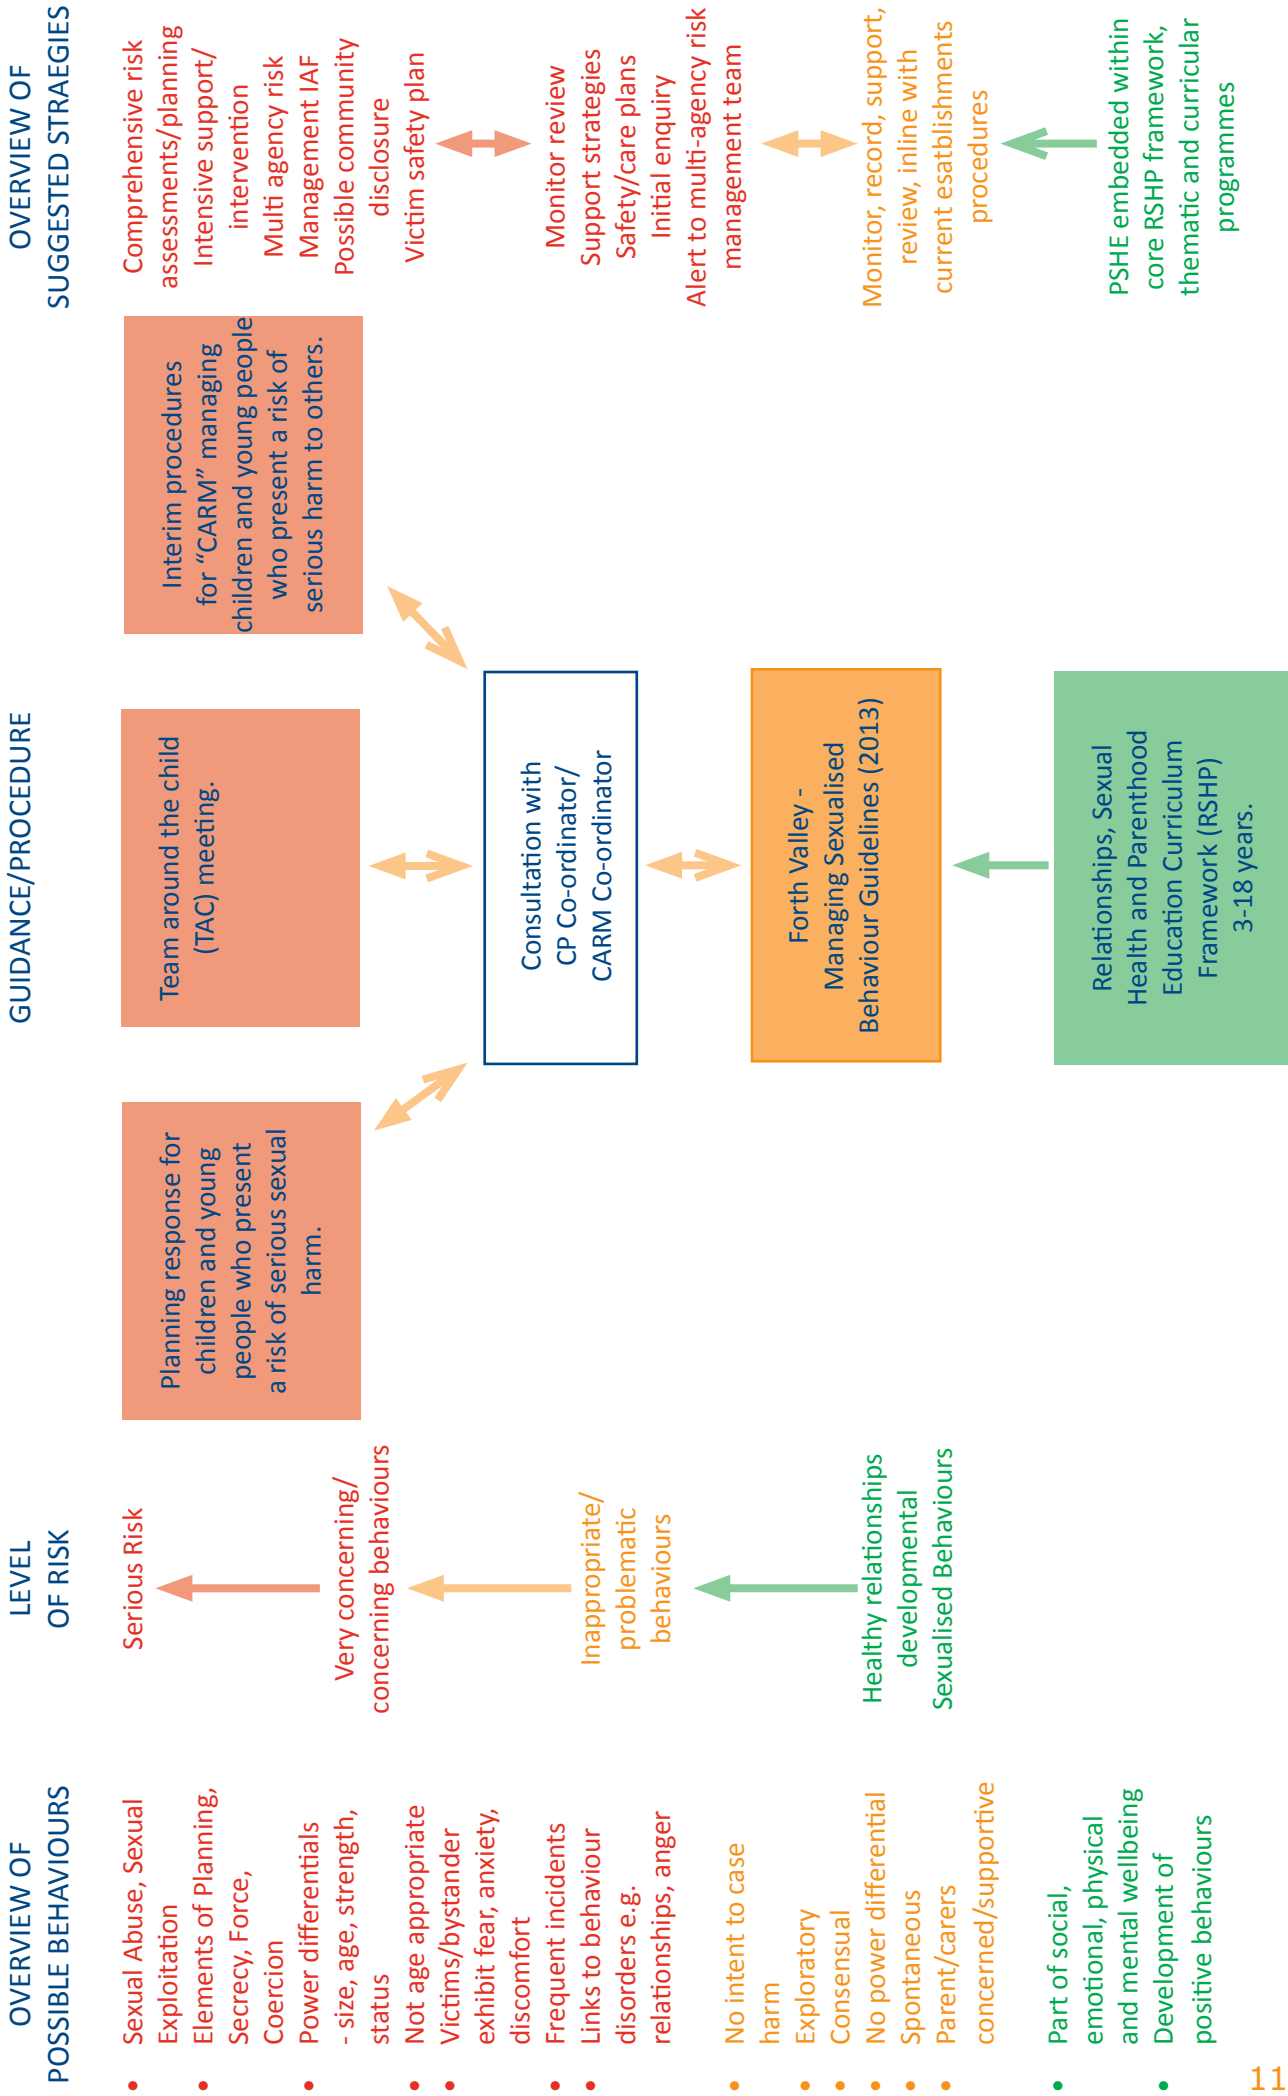 OVERVIEW OF
POSSIBLE BEHAVIOURS
• Sexual Abuse, Sexual
Exploitation
• Elements of Planning,
Secrecy, Force,
Coercion
• Power differentials
- size, age, strength,
status
• Not age appropriate
• Victims/bystander
exhibit fear, anxiety,
discomfort
• Frequent incidents
• Links to behaviour
disorders e.g.
relationships, anger
• No intent to case
harm
• Exploratory
• Consensual
• No power differential
• Spontaneous
• Parent/carers
concerned/supportive
• Part of social,
emotional, physical
and mental wellbeing
• Development of
positive behaviours
LEVEL
OF RISK
Serious Risk
Very concerning/
concerning behaviours
Inappropriate/
problematic
behaviours
Healthy relationships
developmental
Sexualised Behaviours
GUIDANCE/PROCEDURE
Planning response for
children and young
people who present
a risk of serious sexual
harm.
Team around the child
(TAC) meeting.
Interim procedures
for “CARM” managing
children and young people
who present a risk of
serious harm to others.
Consultation with
CP Co-ordinator/
CARM Co-ordinator
Forth Valley -
Managing Sexualised
Behaviour Guidelines (2013)
Relationships, Sexual
Health and Parenthood
Education Curriculum
Framework (RSHP)
3-18 years.
OVERVIEW OF
SUGGESTED STRAEGIES
Comprehensive risk
assessments/planning
Intensive support/
intervention
Multi agency risk
Management IAF
Possible community
disclosure
Victim safety plan
Monitor review
Support strategies
Safety/care plans
Initial enquiry
Alert to multi-agency risk
management team
Monitor, record, support,
review, inline with
current esatblishments
procedures
PSHE embedded within
core RSHP framework,
thematic and curricular
programmes
11